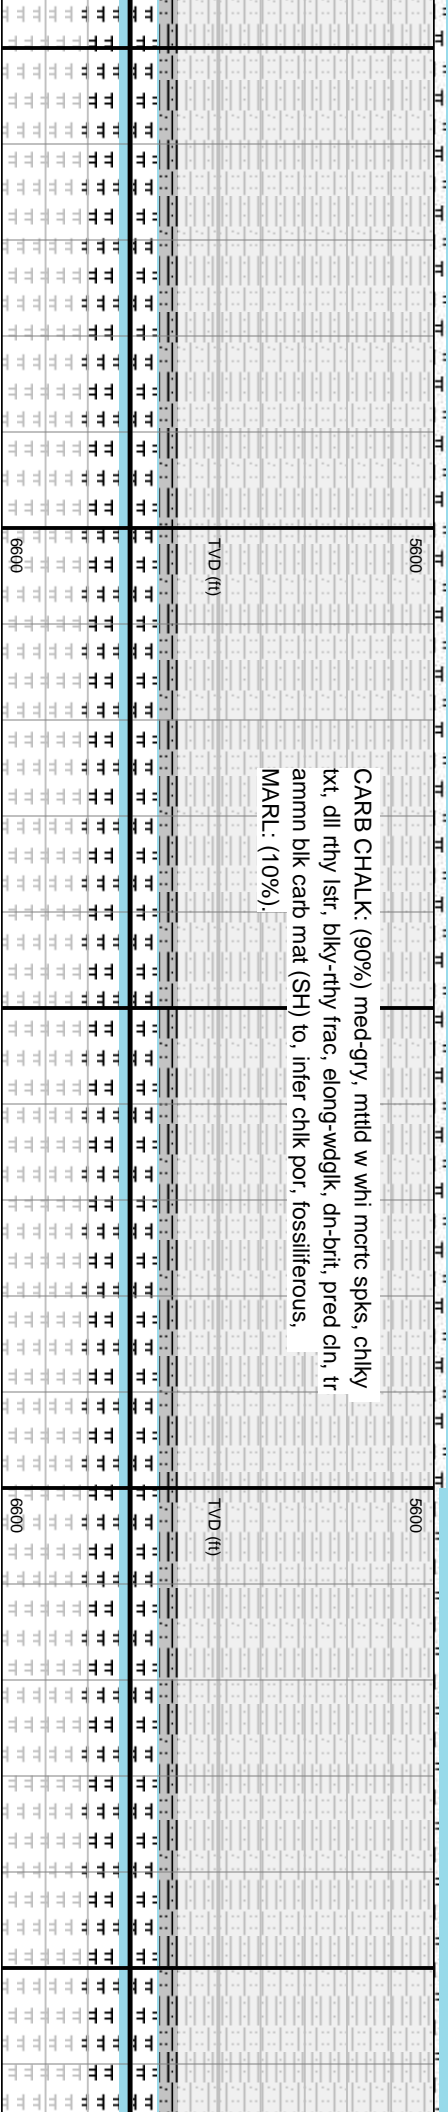 5600
TVD (ft)
6600
CARB CHALK: (90%) med-gry, mttld w whi mcrtc spks, chlky
txt, dll rthy lstr, blky-rthy frac, elong-wdglk, dn-brit, pred cln, tr
ammn blk carb mat (SH) to, infer chlk por, fossiliferous,
MARL: (10%).
5600
TVD (ft)
6600